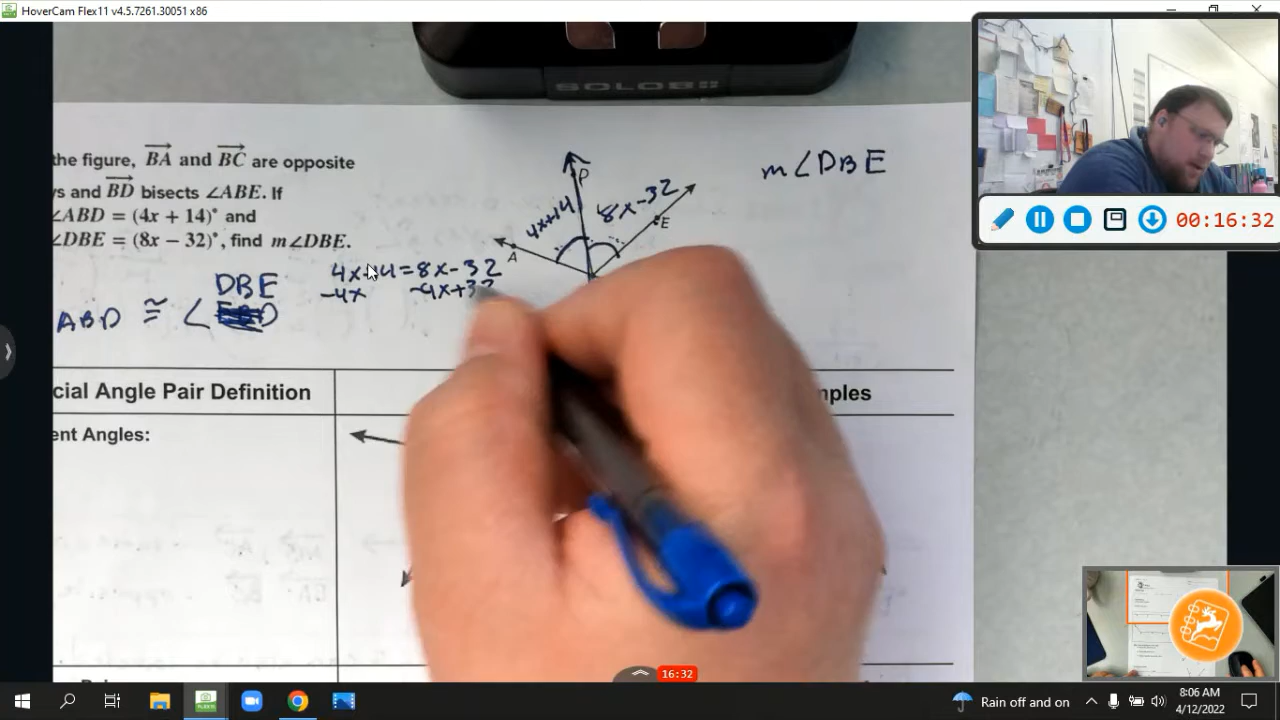 HoverCam Flex11 v4.5.7261.30051 x86
SOLO8
the figure, BA and BC are opposite
and BD bisects ∠ABE. If
∠ABD = (4x + 14)° and
∠DBE = (8x − 32)°, find m∠DBE.
4x+14
8x-32
D
E
A
m∠DBE
4x+14=8x-32
-4x -4x+32
DBE
ABD ≅ ∠
cial Angle Pair Definition
mples
ent Angles:
00:16:32
16:32
Rain off and on
8:06 AM
4/12/2022